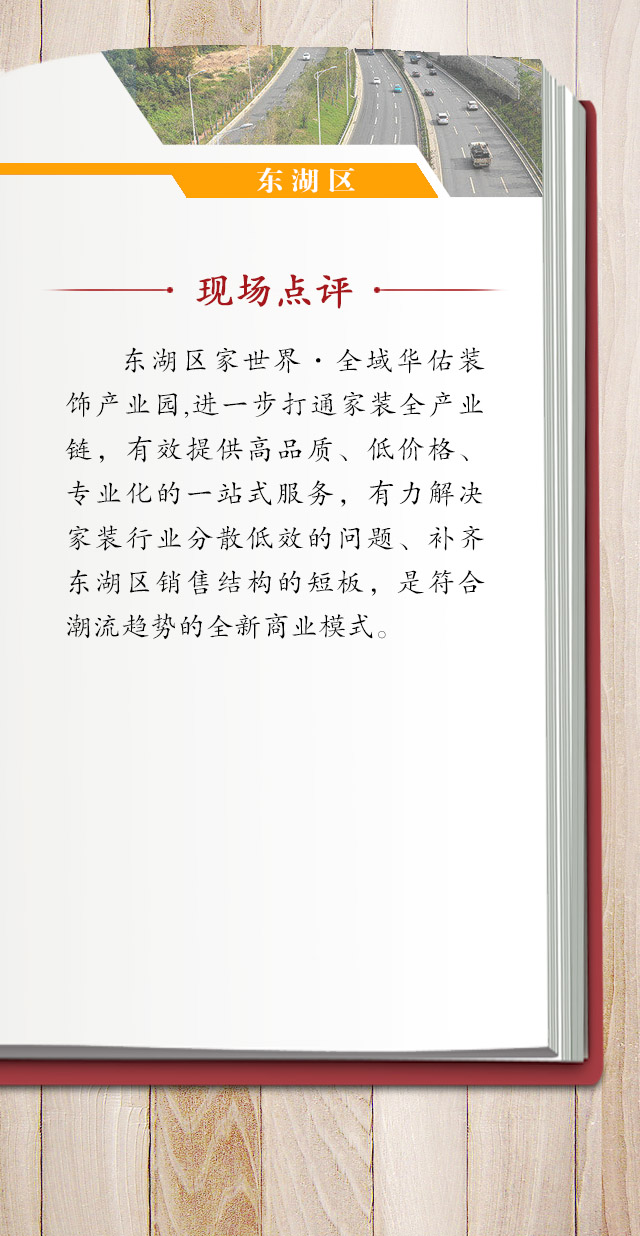 东湖区
现场点评
东湖区家世界·全域华佑装
饰产业园,进一步打通家装全产业
链，有效提供高品质、低价格、
专业化的一站式服务，有力解决
家装行业分散低效的问题、补齐
东湖区销售结构的短板，是符合
潮流趋势的全新商业模式。